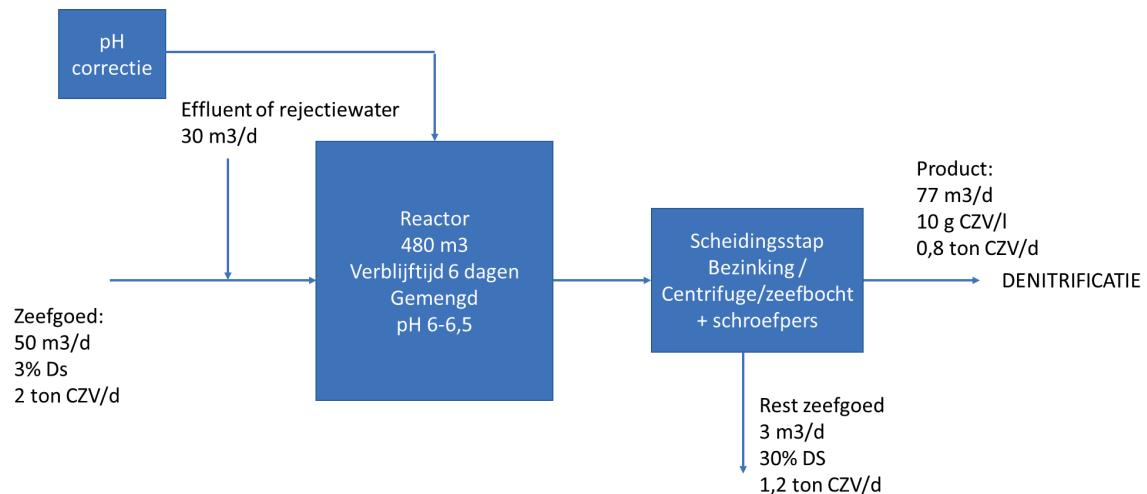 pH
correctie
Effluent of rejectiewater
30 m3/d
Zeefgoed:
50 m3/d
3% Ds
2 ton CZV/d
Reactor
480 m3
Verblijftijd 6 dagen
Gemengd
pH 6-6,5
Scheidingsstap
Bezinking /
Centrifuge/zeefbocht
+ schroefpers
Product:
77 m3/d
10 g CZV/l
0,8 ton CZV/d
DENITRIFICATIE
Rest zeefgoed
3 m3/d
30% DS
1,2 ton CZV/d